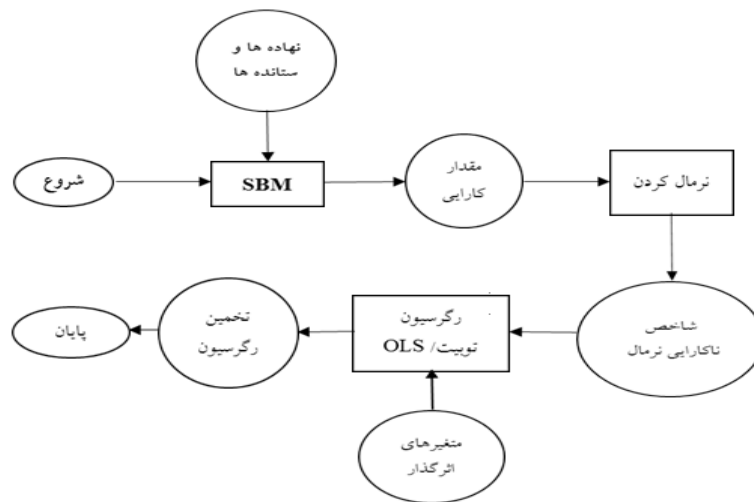 نهاده ها و
ستانده ها
شروع
SBM
مقدار
کارایی
نرمال کردن
شاخص
ناکارایی نرمال
رگرسیون
توبیت/ OLS
تخمین
رگرسیون
پایان
متغیرهای
اثرگذار